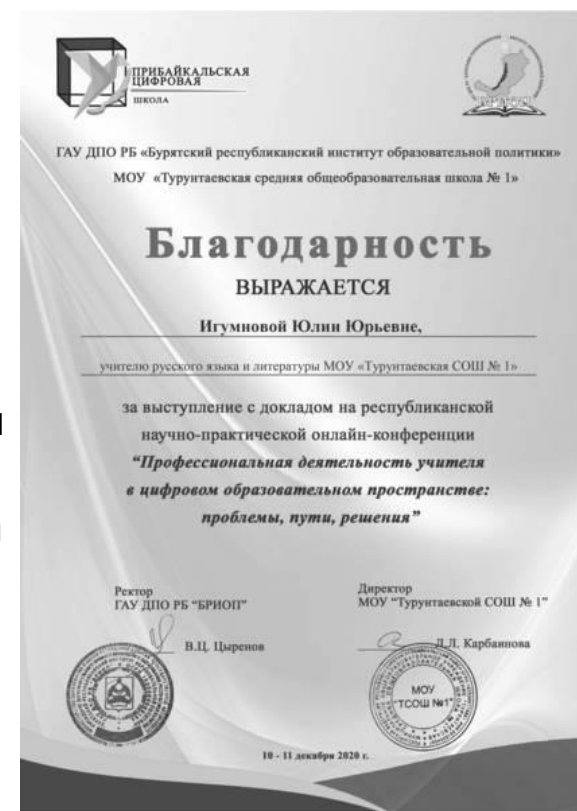 ПРИБАЙКАЛЬСКАЯ
ЦИФРОВАЯ
ШКОЛА
ГАУ ДПО РБ «Бурятский республиканский институт образовательной политики»
МОУ «Турунтаевская средняя общеобразовательная школа № 1»
Благодарность
ВЫРАЖАЕТСЯ
Игумновой Юлии Юрьевне,
учителю русского языка и литературы МОУ «Турунтаевская СОШ № 1»
за выступление с докладом на республиканской
научно-практической онлайн-конференции
“Профессиональная деятельность учителя
в цифровом образовательном пространстве:
проблемы, пути, решения”
Ректор
ГАУ ДПО РБ “БРИОП”
В.Ц. Цыренов
Директор
МОУ “Турунтаевской СОШ № 1”
Д.Л. Карбаинова
МОУ
"ТСОШ №1"
10 - 11 декабря 2020 г.